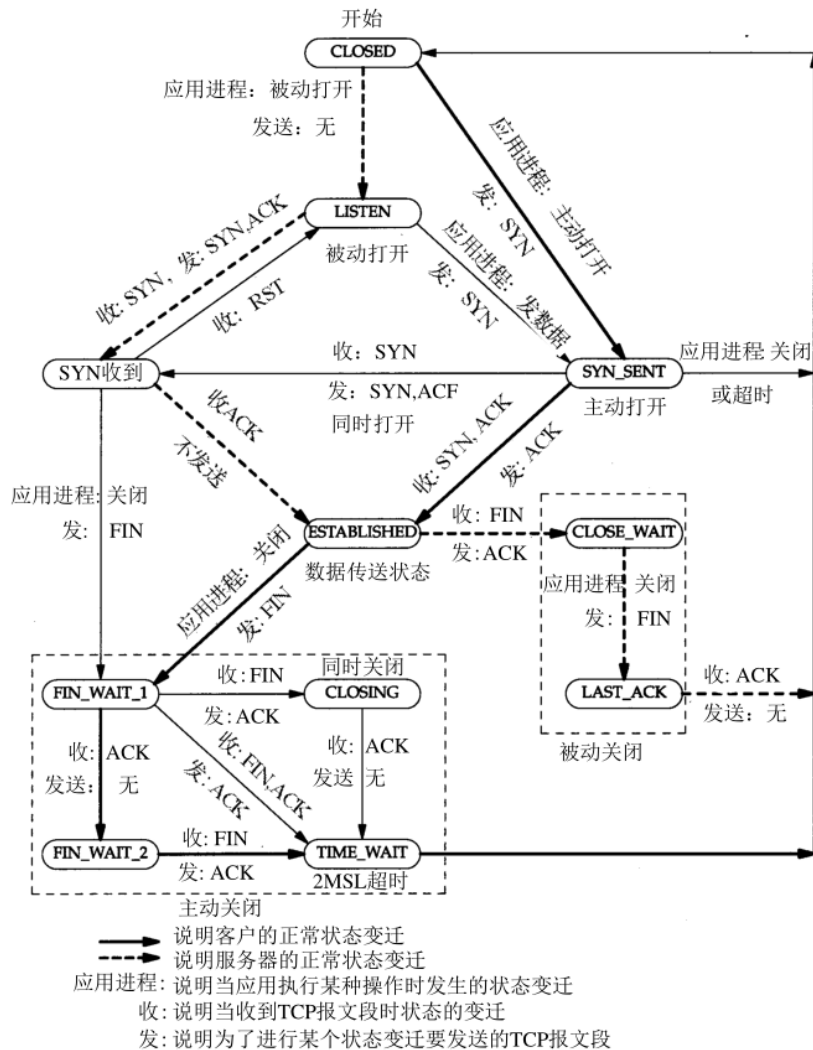 开始
CLOSED
应用进程：被动打开
发送：无
应用进程：主动打开
发：SYN
LISTEN
被动打开
收：SYN，发：SYN,ACK
收：RST
应用进程：发数据
发：SYN
SYN收到
收：SYN
发：SYN,ACF
同时打开
SYN_SENT
主动打开
应用进程：关闭
或超时
收ACK
不发送
收：SYN, ACK
发：ACK
应用进程：关闭
发：FIN
ESTABLISHED
数据传送状态
收：FIN
发：ACK
CLOSE_WAIT
应用进程 关闭
发： FIN
LAST_ACK
收：ACK
发送：无
被动关闭
应用进程：关闭
发：FIN
FIN_WAIT_1
收：FIN
发：ACK
同时关闭
CLOSING
收：ACK
发送：无
收：FIN,ACK
发：ACK
收：ACK
发送 无
FIN_WAIT_2
收：FIN
发：ACK
TIME_WAIT
2MSL超时
主动关闭
说明客户的正常状态变迁
说明服务器的正常状态变迁
应用进程：说明当应用执行某种操作时发生的状态变迁
收：说明当收到TCP报文段时状态的变迁
发：说明为了进行某个状态变迁要发送的TCP报文段